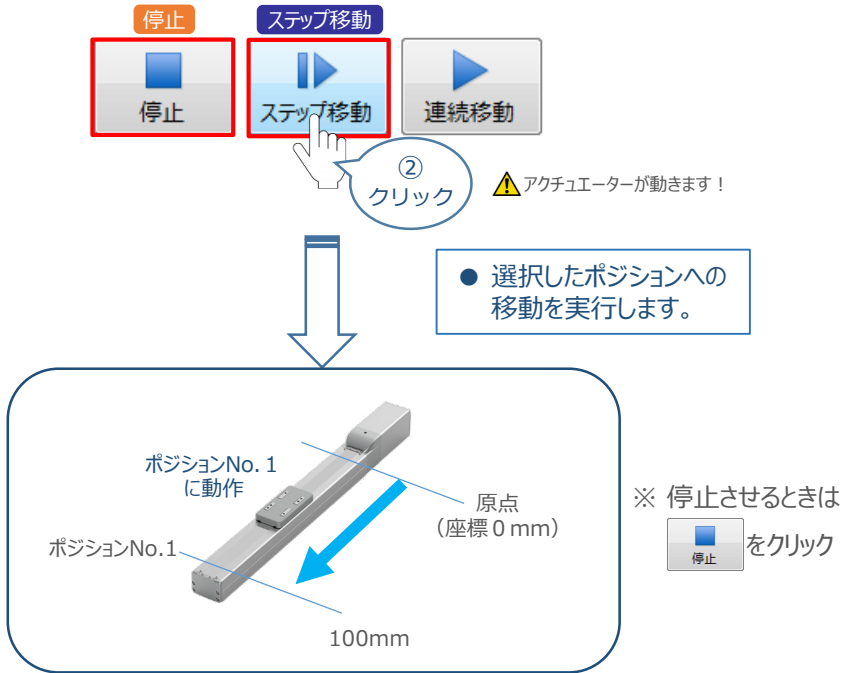 停止
ステップ移動
停止
ステップ移動
連続移動
②
クリック
アクチュエーターが動きます！
● 選択したポジションへの
移動を実行します。
ポジションNo. 1
に動作
原点
（座標０mm）
ポジションNo.1
100mm
※ 停止させるときは
停止
をクリック